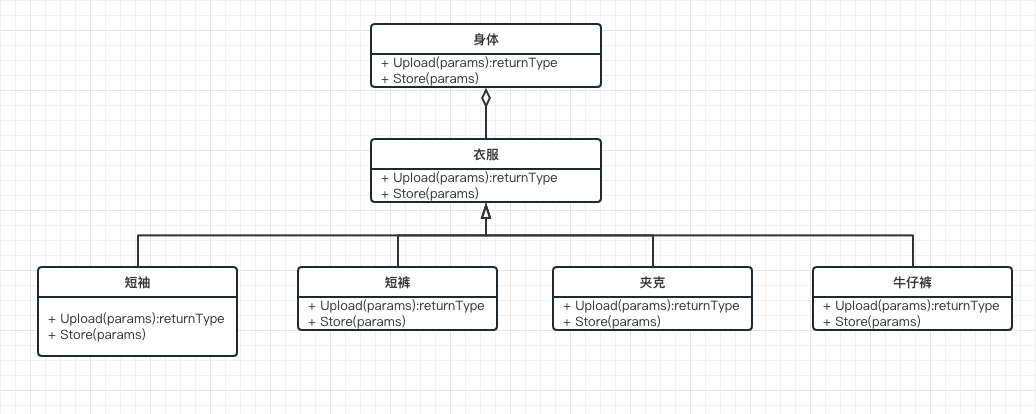 身体
+ Upload(params):returnType
+ Store(params)
衣服
+ Upload(params):returnType
+ Store(params)
短袖
+ Upload(params):returnType
+ Store(params)
短裤
+ Upload(params):returnType
+ Store(params)
夹克
+ Upload(params):returnType
+ Store(params)
牛仔裤
+ Upload(params):returnType
+ Store(params)